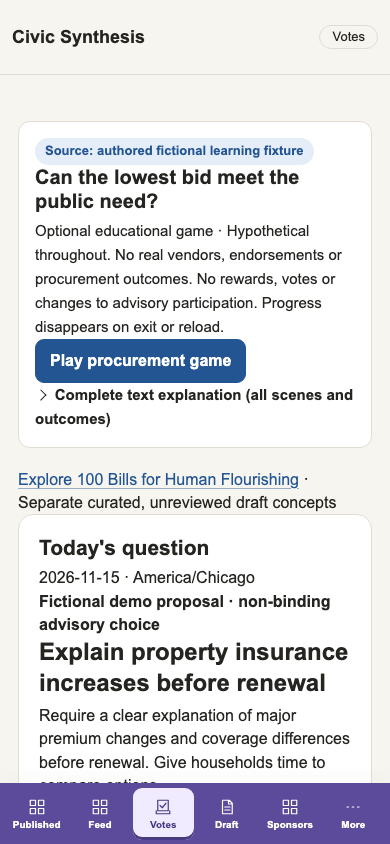 Civic Synthesis
Votes
Source: authored fictional learning fixture
Can the lowest bid meet the
public need?
Optional educational game · Hypothetical
throughout. No real vendors, endorsements or
procurement outcomes. No rewards, votes or
changes to advisory participation. Progress
disappears on exit or reload.
Play procurement game
Complete text explanation (all scenes and
outcomes)
Explore 100 Bills for Human Flourishing ·
Separate curated, unreviewed draft concepts
Today's question
2026-11-15 · America/Chicago
Fictional demo proposal · non-binding
advisory choice
Explain property insurance
increases before renewal
Require a clear explanation of major
premium changes and coverage differences
before renewal. Give households time to
compare options.
Published
Feed
Votes
Draft
Sponsors
More